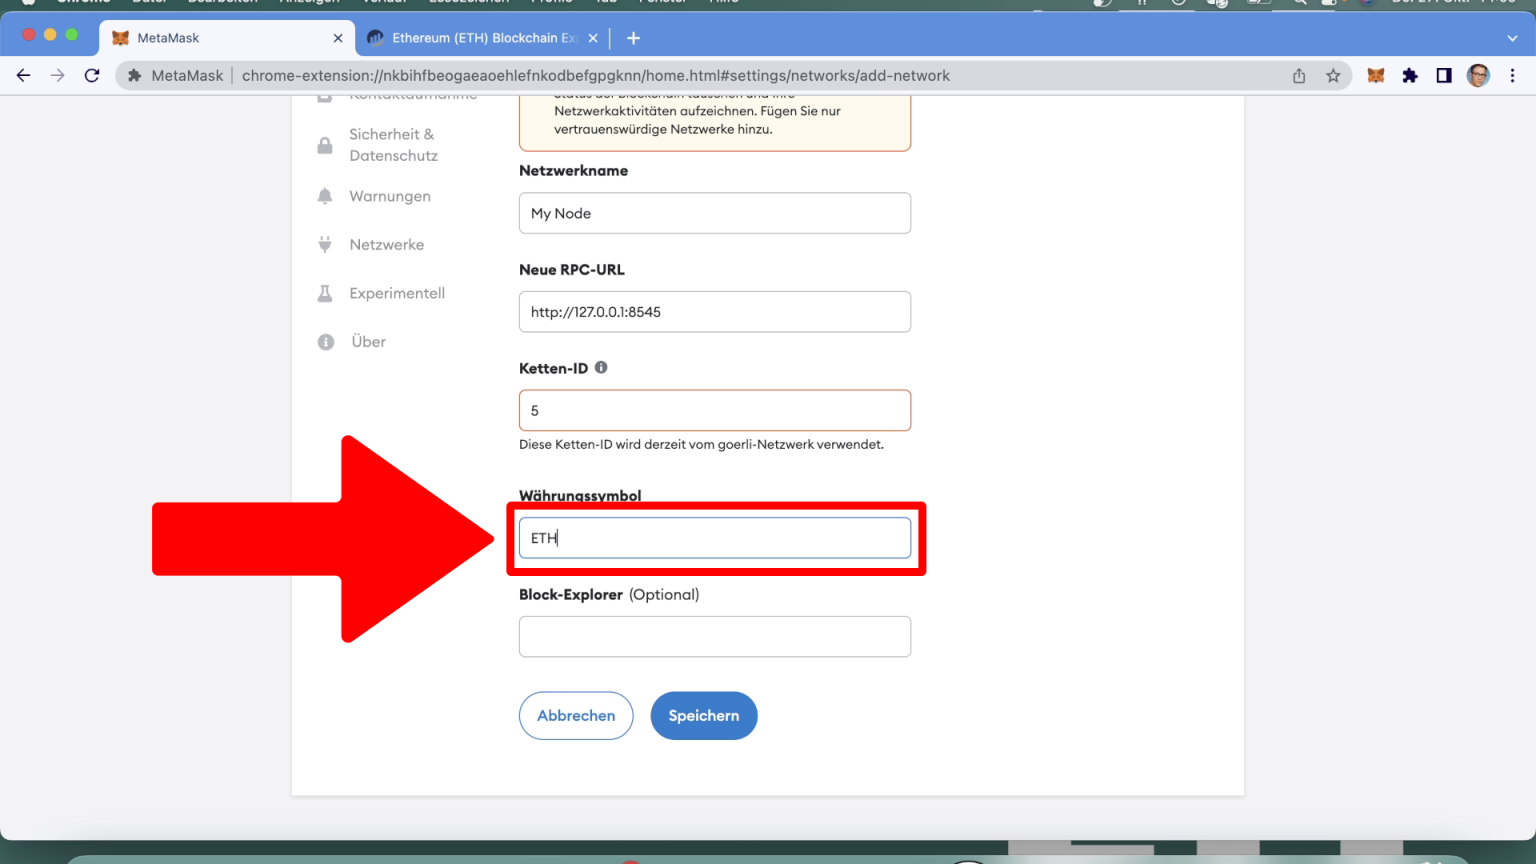 MetaMask
Ethereum (ETH) Blockchain Ex
MetaMask | chrome-extension://nkbihfbeogaeaoehlefnkodbefgpgknn/home.html#settings/networks/add-network
Netzwerkaktivitäten aufzeichnen. Fügen Sie nur
vertrauenswürdige Netzwerke hinzu.
Sicherheit &
Datenschutz
Warnungen
Netzwerke
Experimentell
Über
Netzwerkname
My Node
Neue RPC-URL
http://127.0.0.1:8545
Ketten-ID
5
Diese Ketten-ID wird derzeit vom goerli-Netzwerk verwendet.
Währungssymbol
ETH
Block-Explorer (Optional)
Abbrechen
Speichern